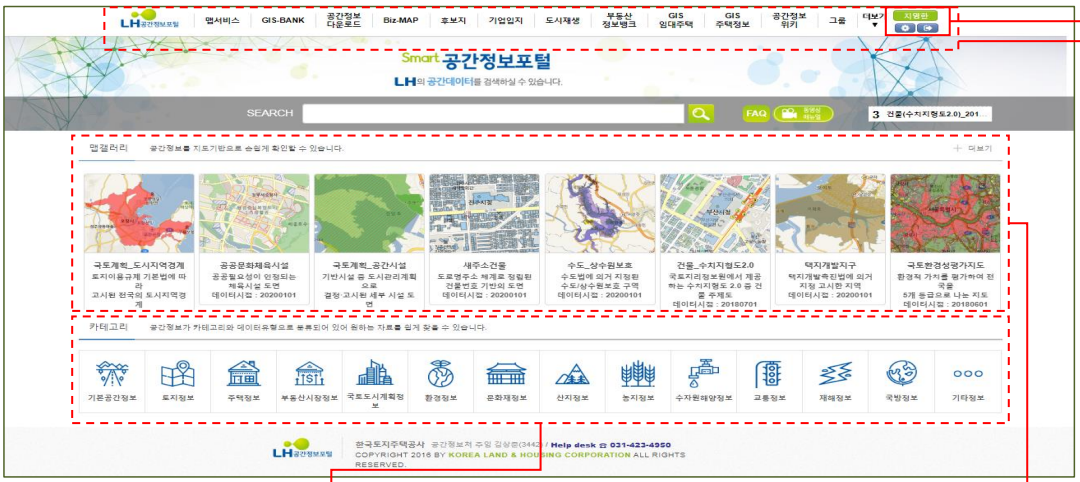 LH공간정보포털 맵서비스 GIS-BANK 공간정보 다운로드 Biz-MAP 후보지 기업입지 도시재생 부동산 정보뱅크 GIS 임대주택 GIS 주택정보 공간정보 위키 그룹 더보기 ▼ 지명란
Smart 공간정보포털
LH의 공간데이터를 검색하실 수 있습니다.
SEARCH FAQ 동영상 매뉴얼 3 건물(수치지형도2.0)_201...
맵갤러리 공간정보를 지도기반으로 손쉽게 확인할 수 있습니다. + 더보기
국토계획_도시지역경계
토지이용규제 기본법에 따라
고시된 전국의 도시지역경계
공공문화체육시설
공공필요성이 인정되는
체육시설 도면
데이터시점 : 20200101
국토계획_공간시설
기반시설 중 도시관리계획으로
결정·고시된 세부 시설 도면
새주소건물
도로명주소 체계로 정립된
건물번호 기반의 도면
데이터시점 : 20200101
수도_상수원보호
수도법에 의거 지정된
수도/상수원보호 구역
데이터시점 : 20200101
건물_수치지형도2.0
국토지리정보원에서 제공
하는 수치지형도 2.0 중 건
물 주제도
데이터시점 : 20180701
택지개발지구
택지개발촉진법에 의거
지정 고시한 지역
데이터시점 : 20200101
국토환경성평가지도
환경적 가치를 평가하여 전국을
5개 등급으로 나눈 지도
데이터시점 : 20180601
카테고리 공간정보가 카테고리와 데이터유형으로 분류되어 있어 원하는 자료를 쉽게 찾을 수 있습니다.
기본공간정보 토지정보 주택정보 부동산시장정보 국토도시계획정보 환경정보 문화재정보 산지정보 농지정보 수자원해양정보 교통정보 재해정보 국방정보 기타정보
LH공간정보포털
한국토지주택공사 공간정보처 주임 김상훈(3442) / Help desk ☎ 031-423-4950
COPYRIGHT 2016 BY KOREA LAND & HOUSING CORPORATION ALL RIGHTS
RESERVED.